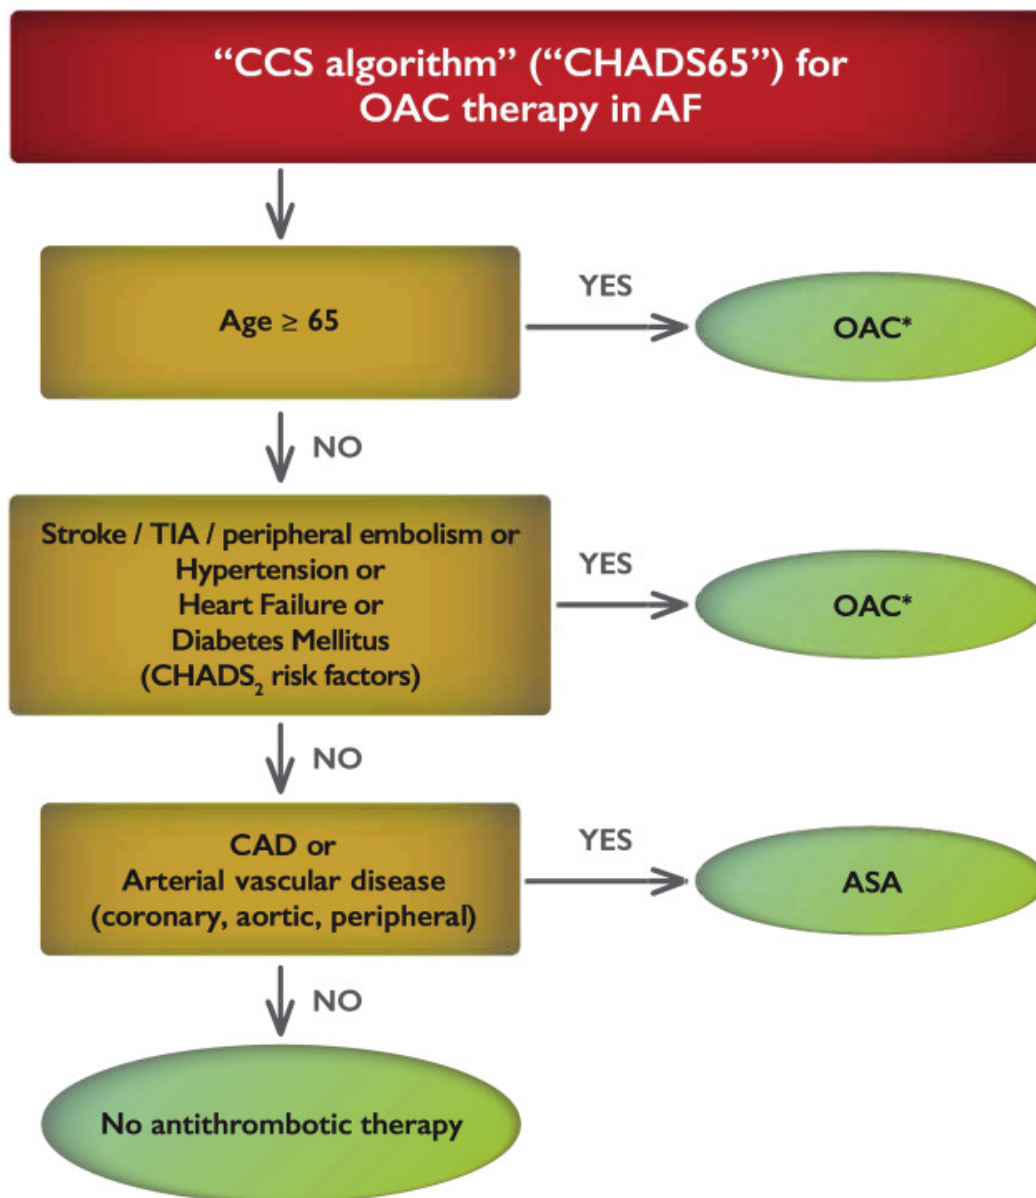 “CCS algorithm” (“CHADS65”) for
OAC therapy in AF
Age ≥ 65
YES
OAC*
NO
Stroke / TIA / peripheral embolism or
Hypertension or
Heart Failure or
Diabetes Mellitus
(CHADS₂ risk factors)
YES
OAC*
NO
CAD or
Arterial vascular disease
(coronary, aortic, peripheral)
YES
ASA
NO
No antithrombotic therapy